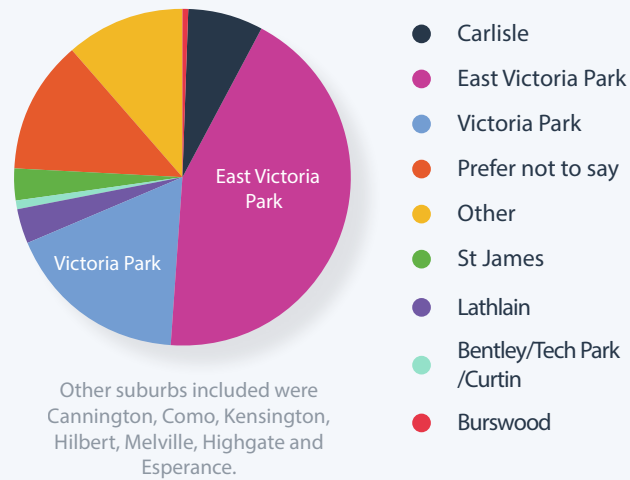 East Victoria
Park
Victoria Park
Other suburbs included were
Cannington, Como, Kensington,
Hilbert, Melville, Highgate and
Esperance.
Carlisle
East Victoria Park
Victoria Park
Prefer not to say
Other
St James
Lathlain
Bentley/Tech Park
/Curtin
Burswood